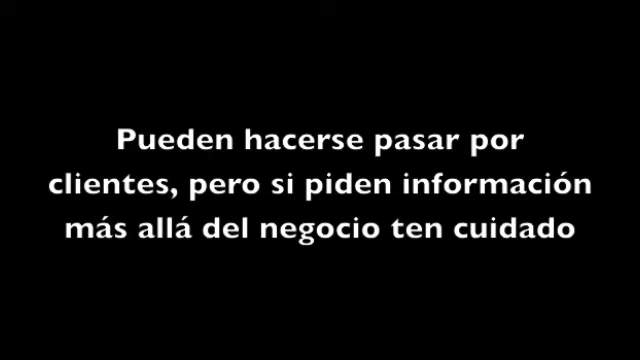 Pueden hacerse pasar por
clientes, pero si piden información
más allá del negocio ten cuidado